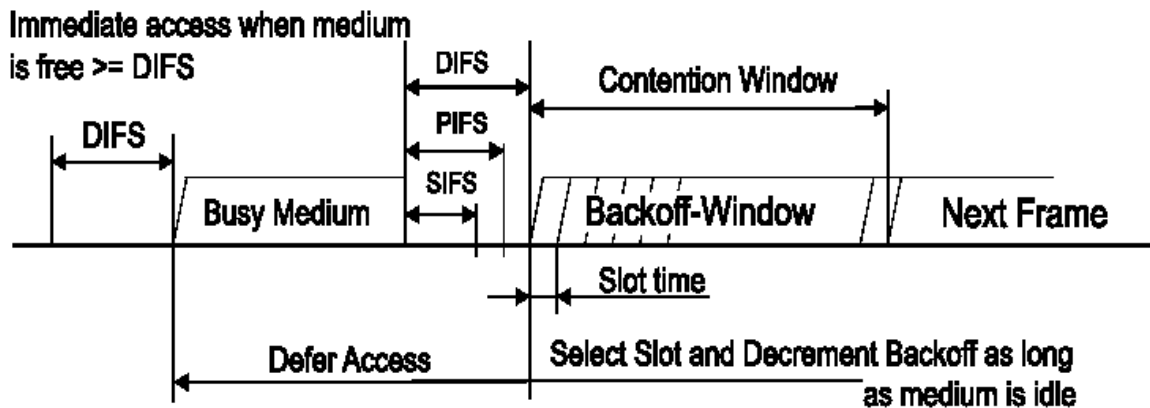 Immediate access when medium
is free >= DIFS
DIFS
DIFS
PIFS
SIFS
Contention Window
Busy Medium
Backoff-Window
Next Frame
Slot time
Defer Access
Select Slot and Decrement Backoff as long
as medium is idle